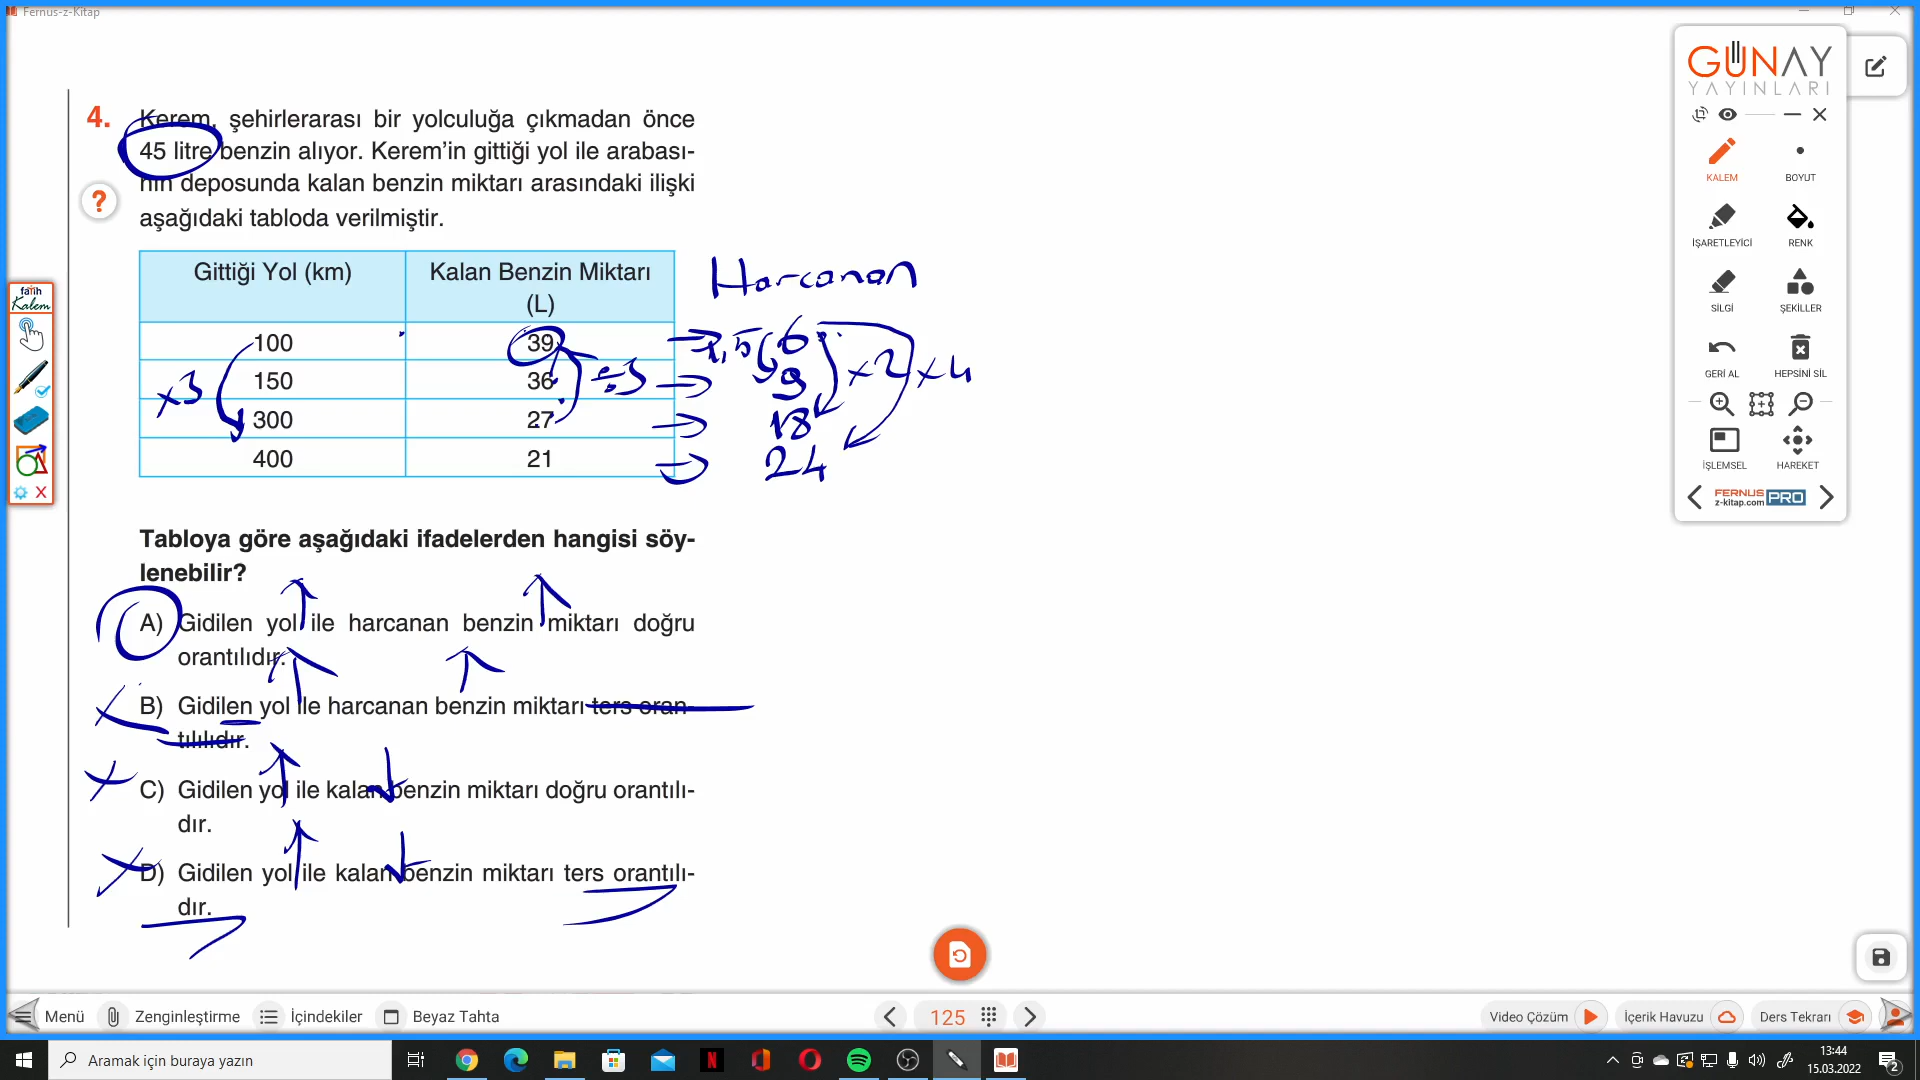 Fernus-z-Kitap
GÜNAY
YAYINLARI
4. Kerem, şehirlerarası bir yolculuğa çıkmadan önce
45 litre benzin alıyor. Kerem'in gittiği yol ile arabası-
nın deposunda kalan benzin miktarı arasındaki ilişki
aşağıdaki tabloda verilmiştir.
?
Gittiği Yol (km) Kalan Benzin Miktarı (L) Harcanan
100 39 6
150 36 9
300 27 18
400 21 24
x3
÷3
1,5
x2
x4
Tabloya göre aşağıdaki ifadelerden hangisi söy-
lenebilir?
A) Gidilen yol ile harcanan benzin miktarı doğru
orantılıdır.
B) Gidilen yol ile harcanan benzin miktarı ters oran-
tılılıdır.
C) Gidilen yol ile kalan benzin miktarı doğru orantılı-
dır.
D) Gidilen yol ile kalan benzin miktarı ters orantılı-
dır.
fatih
Kalem
X
KALEM BOYUT
İŞARETLEYİCİ RENK
SİLGİ ŞEKİLLER
GERİ AL HEPSİNİ SİL
İŞLEMSEL HAREKET
FERNUS PRO
z-kitap.com
Menü Zenginleştirme İçindekiler Beyaz Tahta 125 Video Çözüm İçerik Havuzu Ders Tekrarı
Aramak için buraya yazın
13:44
15.03.2022
2